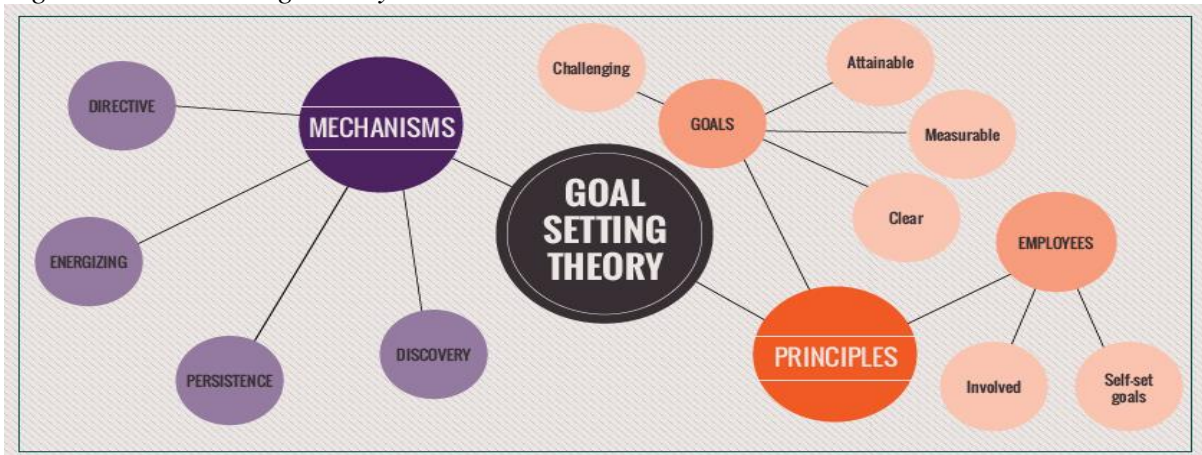 DIRECTIVE
MECHANISMS
ENERGIZING
PERSISTENCE
DISCOVERY
GOAL
SETTING
THEORY
Challenging
GOALS
Attainable
Measurable
Clear
EMPLOYEES
PRINCIPLES
Involved
Self-set
goals